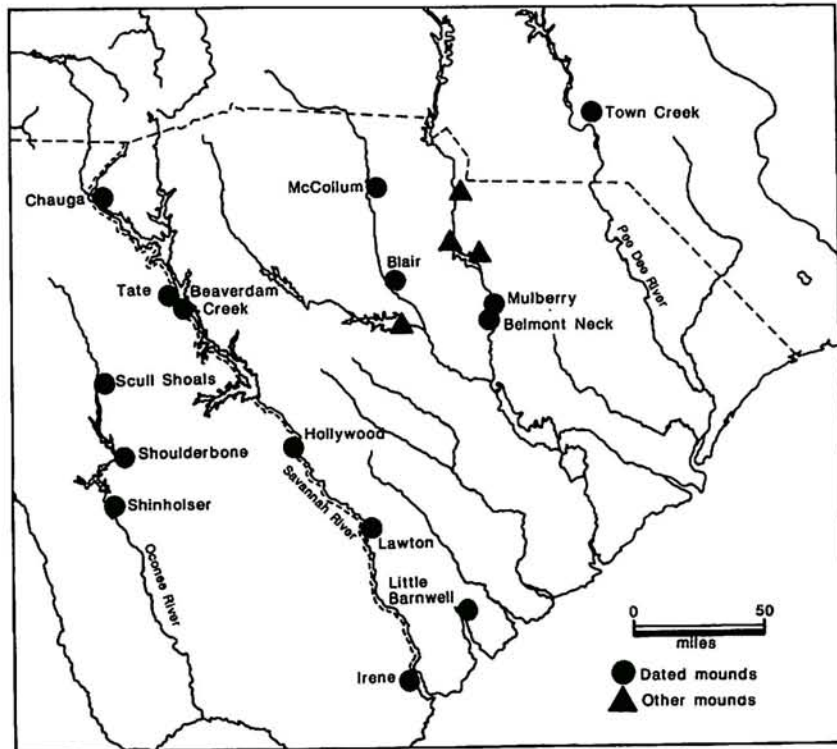 Town Creek
McCollum
Chauga
Pee Dee River
Blair
Tate
Beaverdam
Creek
Mulberry
Belmont Neck
Scull Shoals
Hollywood
Shoulderbone
Savannah River
Shinholser
Lawton
Oconee River
Little
Barnwell
0 50
miles
Irene
Dated mounds
Other mounds